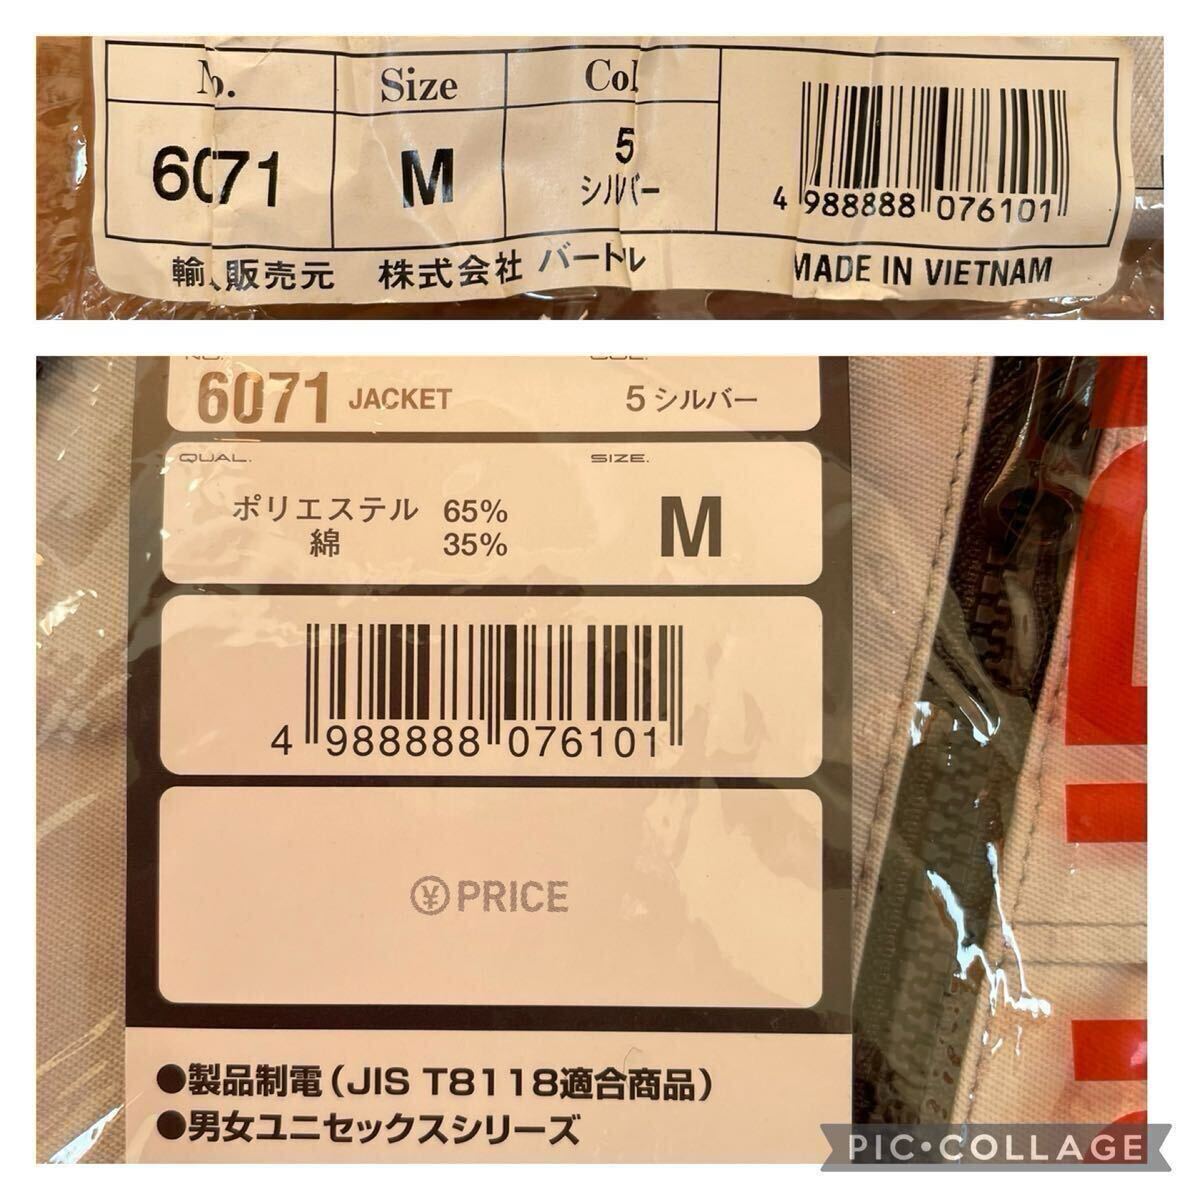 No. Size Col.
6071 M 5 シルバー
4 988888 076101
輸入販売元 株式会社 バートル MADE IN VIETNAM
NO. COL.
6071 JACKET 5 シルバー
QUAL. SIZE.
ポリエステル 65% M
綿 35%
4 988888 076101
¥ PRICE
●製品制電(JIS T8118適合商品)
●男女ユニセックスシリーズ
PIC•COLLAGE